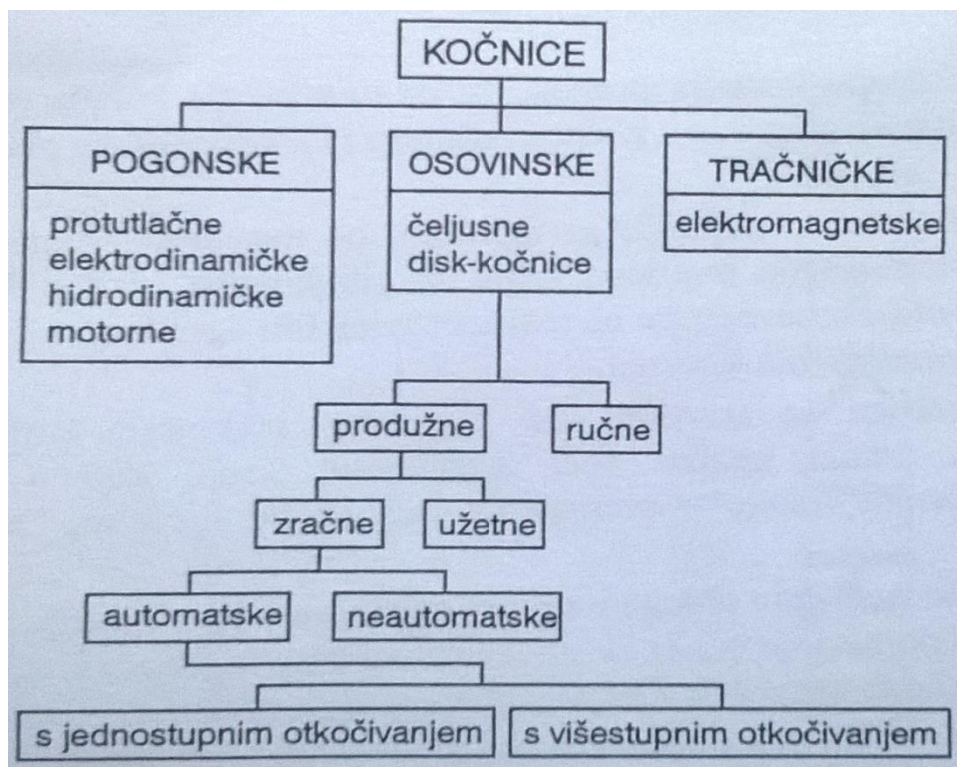 KOČNICE
POGONSKE
protutlačne
elektrodinamičke
hidrodinamičke
motorne
OSOVINSKE
čeljusne
disk-kočnice
TRAČNIČKE
elektromagnetske
produžne
ručne
zračne
užetne
automatske
neautomatske
s jednostupnim otkočivanjem
s višestupnim otkočivanjem